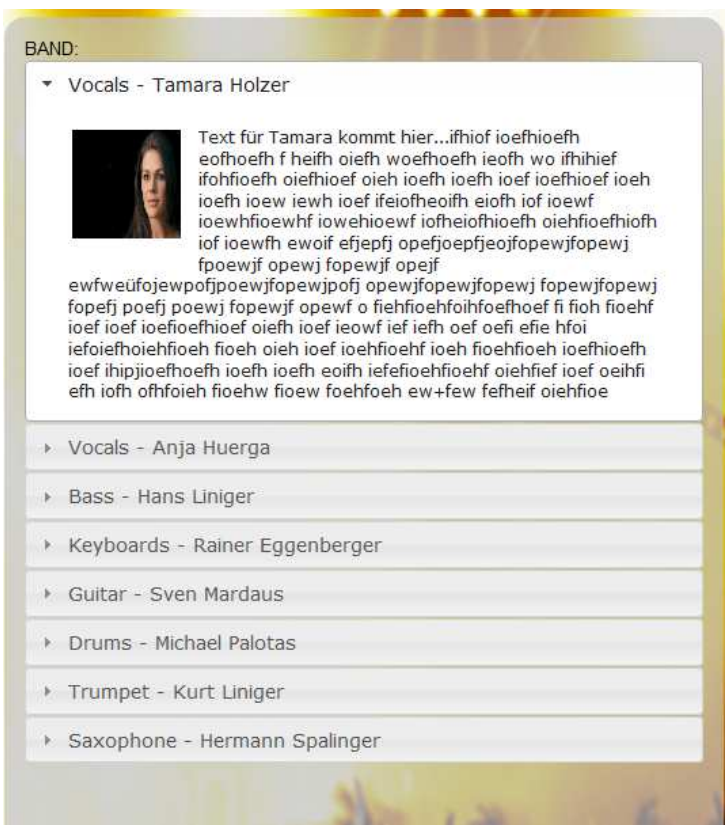 BAND:
Vocals - Tamara Holzer
Text für Tamara kommt hier...ifhiof ioefhioefh
eofhoefh f heifh oiefh woefhoefh ieofh wo ifhihief
ifohfioefh oiefhioef oieh ioefh ioefh ioef ioefhioef ioeh
ioefh ioew iewh ioef ifeiofheoifh eiofh iof ioewf
ioewhfioewhf iowehioewf iofheiofhioefh oiehfioefhiofh
iof ioewfh ewoif efjepfj opefjoepfjeojfopewjfopewj
fpoewjf opewj fopewjf opejf
ewfweüfojewpofjpoewjfopewjpofj opewjfopewjfopewj fopewjfopewj
fopefj poefj poewj fopewjf opewf o fiehfioehfoihfoefhoef fi fioh fioehf
ioef ioef ioefioefhioef oiefh ioef ieowf ief iefh oef oefi efie hfoi
iefoiefhoiehfioeh fioeh oieh ioef ioehfioehf ioeh fioehfioeh ioefhioefh
ioef ihipjioefhoefh ioefh ioefh eoifh iefefioehfioehf oiehfief ioef oeihfi
efh iofh ofhfoieh fioehw fioew foehfoeh ew+few fefheif oiehfioe
Vocals - Anja Huerga
Bass - Hans Liniger
Keyboards - Rainer Eggenberger
Guitar - Sven Mardaus
Drums - Michael Palotas
Trumpet - Kurt Liniger
Saxophone - Hermann Spalinger